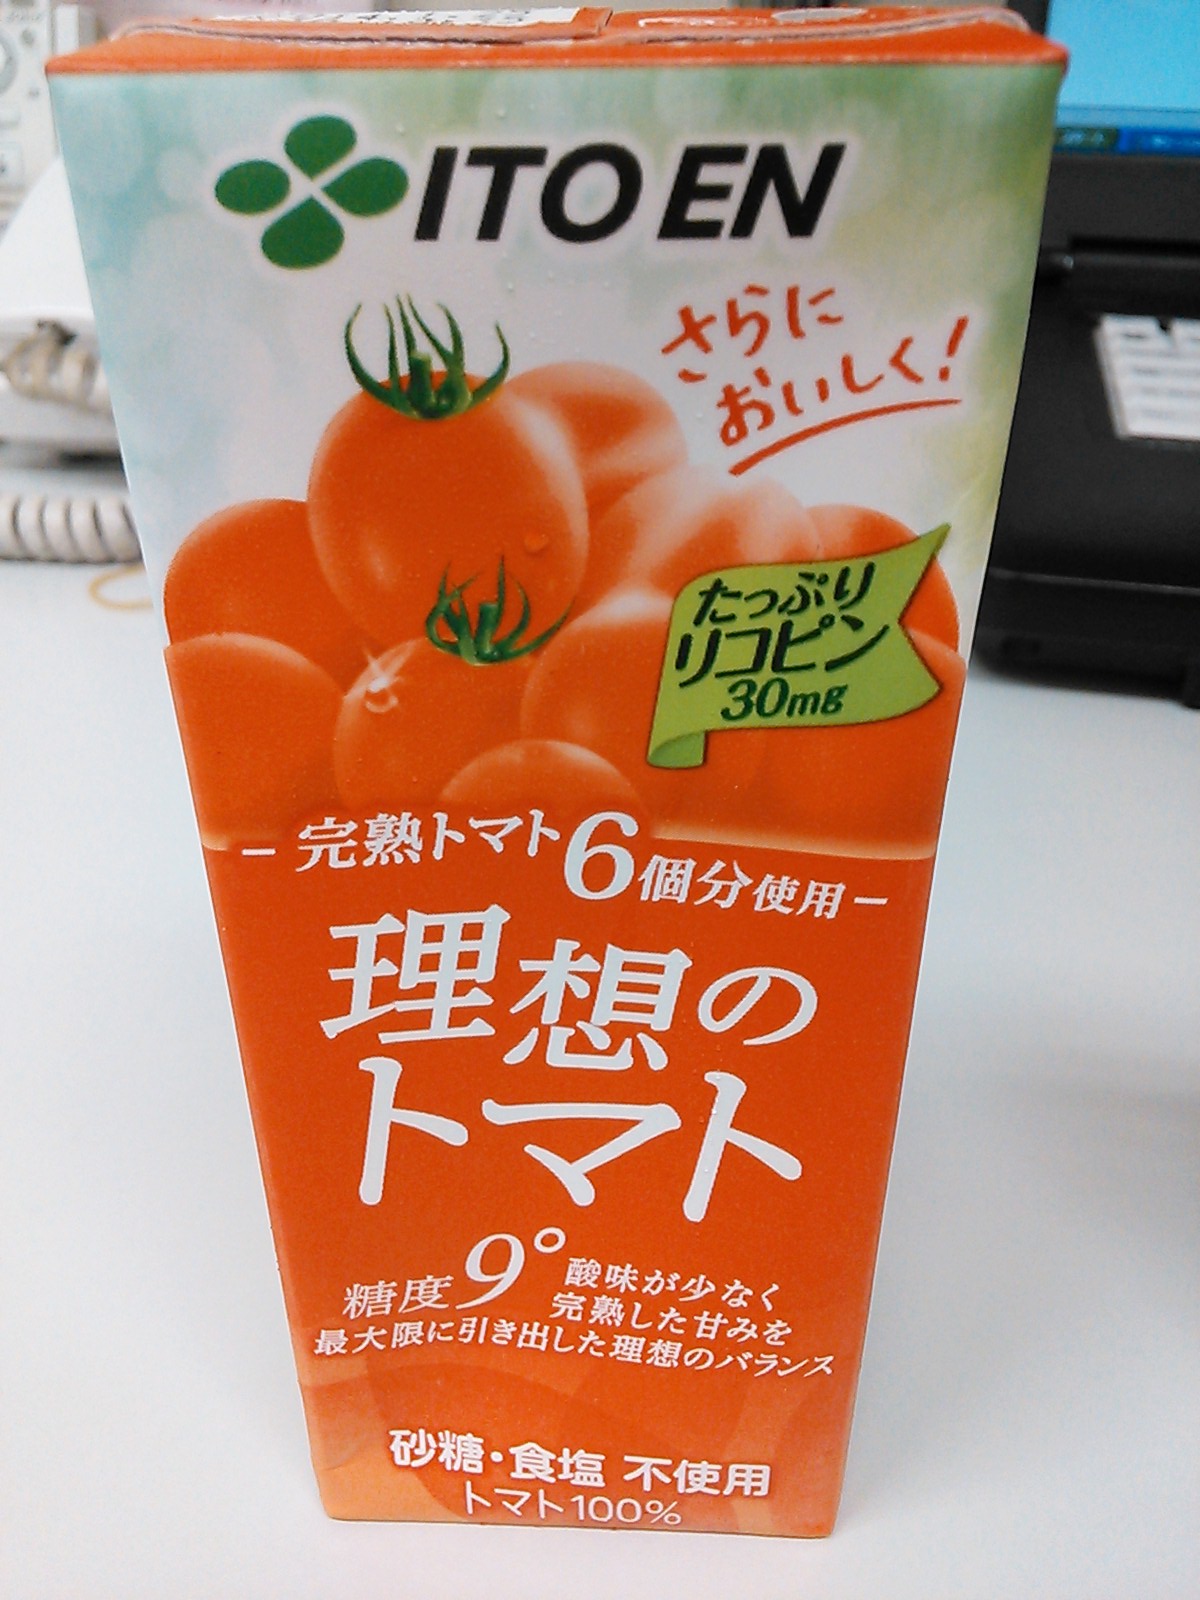 ITO EN
さらに
おいしく!
たっぷり
リコピン
30mg
完熟トマト6個分使用
理想の
トマト
糖度9°
酸味が少なく
完熟した甘みを
最大限に引き出した理想のバランス
砂糖・食塩 不使用
トマト100%